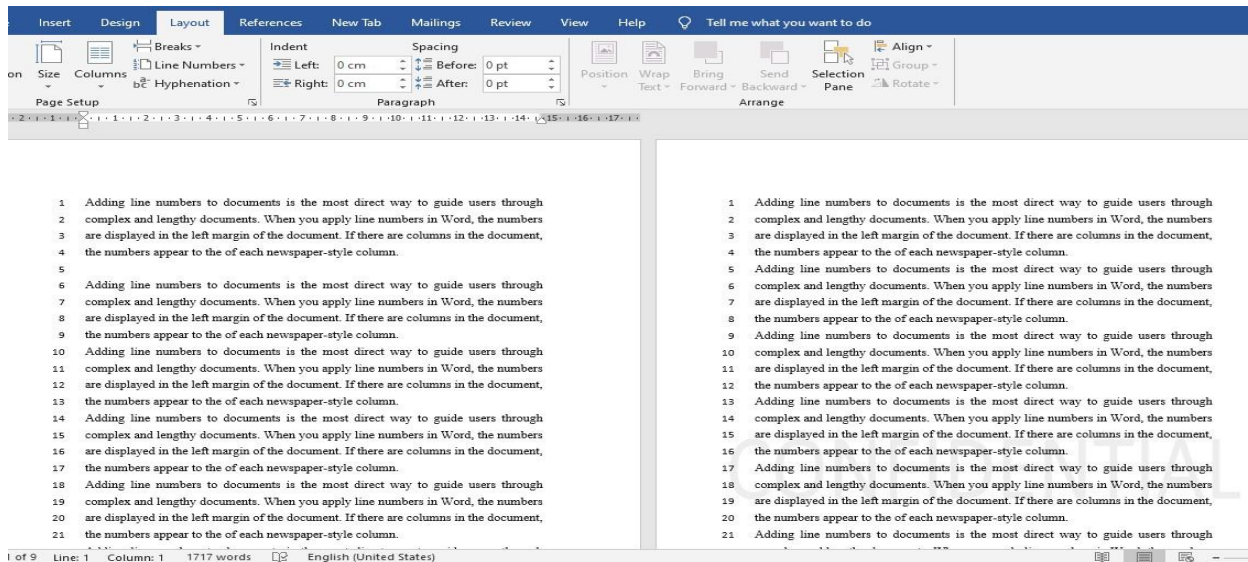 Insert Design Layout References New Tab Mailings Review View Help Tell me what you want to do
Breaks Indent Spacing Align
on Size Columns Line Numbers Left: 0 cm Before: 0 pt Position Wrap Text Bring Forward Send Backward Selection Pane Group
Hyphenation Right: 0 cm After: 0 pt Rotate
Page Setup Paragraph Arrange
2 1 1 2 3 4 5 6 7 8 9 10 11 12 13 14 15 16 17
1 Adding line numbers to documents is the most direct way to guide users through
2 complex and lengthy documents. When you apply line numbers in Word, the numbers
3 are displayed in the left margin of the document. If there are columns in the document,
4 the numbers appear to the of each newspaper-style column.
5
6 Adding line numbers to documents is the most direct way to guide users through
7 complex and lengthy documents. When you apply line numbers in Word, the numbers
8 are displayed in the left margin of the document. If there are columns in the document,
9 the numbers appear to the of each newspaper-style column.
10 Adding line numbers to documents is the most direct way to guide users through
11 complex and lengthy documents. When you apply line numbers in Word, the numbers
12 are displayed in the left margin of the document. If there are columns in the document,
13 the numbers appear to the of each newspaper-style column.
14 Adding line numbers to documents is the most direct way to guide users through
15 complex and lengthy documents. When you apply line numbers in Word, the numbers
16 are displayed in the left margin of the document. If there are columns in the document,
17 the numbers appear to the of each newspaper-style column.
18 Adding line numbers to documents is the most direct way to guide users through
19 complex and lengthy documents. When you apply line numbers in Word, the numbers
20 are displayed in the left margin of the document. If there are columns in the document,
21 the numbers appear to the of each newspaper-style column.
1 Adding line numbers to documents is the most direct way to guide users through
2 complex and lengthy documents. When you apply line numbers in Word, the numbers
3 are displayed in the left margin of the document. If there are columns in the document,
4 the numbers appear to the of each newspaper-style column.
5 Adding line numbers to documents is the most direct way to guide users through
6 complex and lengthy documents. When you apply line numbers in Word, the numbers
7 are displayed in the left margin of the document. If there are columns in the document,
8 the numbers appear to the of each newspaper-style column.
9 Adding line numbers to documents is the most direct way to guide users through
10 complex and lengthy documents. When you apply line numbers in Word, the numbers
11 are displayed in the left margin of the document. If there are columns in the document,
12 the numbers appear to the of each newspaper-style column.
13 Adding line numbers to documents is the most direct way to guide users through
14 complex and lengthy documents. When you apply line numbers in Word, the numbers
15 are displayed in the left margin of the document. If there are columns in the document,
16 the numbers appear to the of each newspaper-style column.
17 Adding line numbers to documents is the most direct way to guide users through
18 complex and lengthy documents. When you apply line numbers in Word, the numbers
19 are displayed in the left margin of the document. If there are columns in the document,
20 the numbers appear to the of each newspaper-style column.
21 Adding line numbers to documents is the most direct way to guide users through
CONFIDENTIAL
1 of 9 Line: 1 Column: 1 1717 words English (United States)